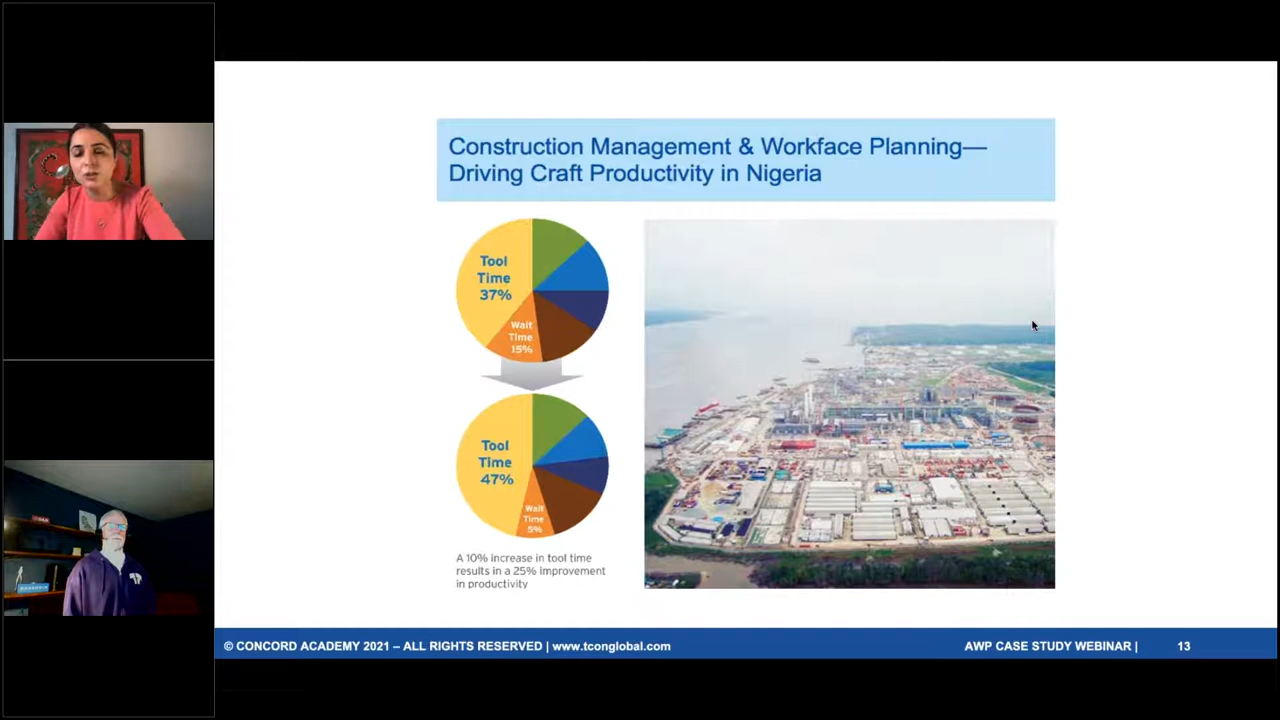 Construction Management & Workface Planning—
Driving Craft Productivity in Nigeria
Tool
Time
37%
Wait
Time
15%
Tool
Time
47%
Wait
Time
5%
A 10% increase in tool time
results in a 25% improvement
in productivity
© CONCORD ACADEMY 2021 – ALL RIGHTS RESERVED | www.tconglobal.com
AWP CASE STUDY WEBINAR | 13